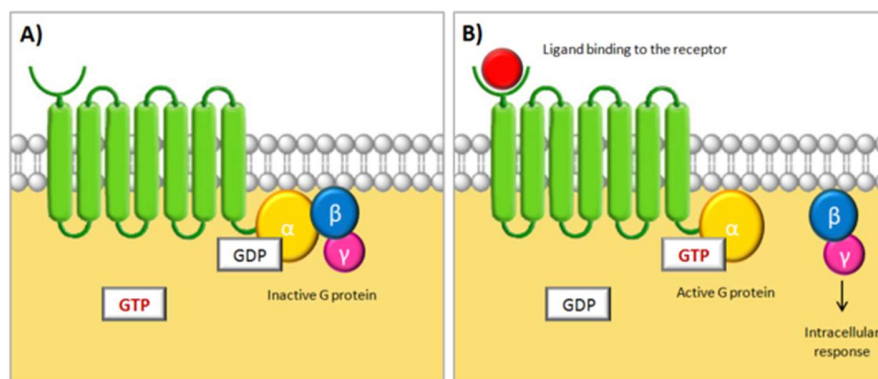 A)
α
β
γ
GDP
GTP
Inactive G protein
B)
Ligand binding to the receptor
α
β
γ
GTP
GDP
Active G protein
Intracellular
response